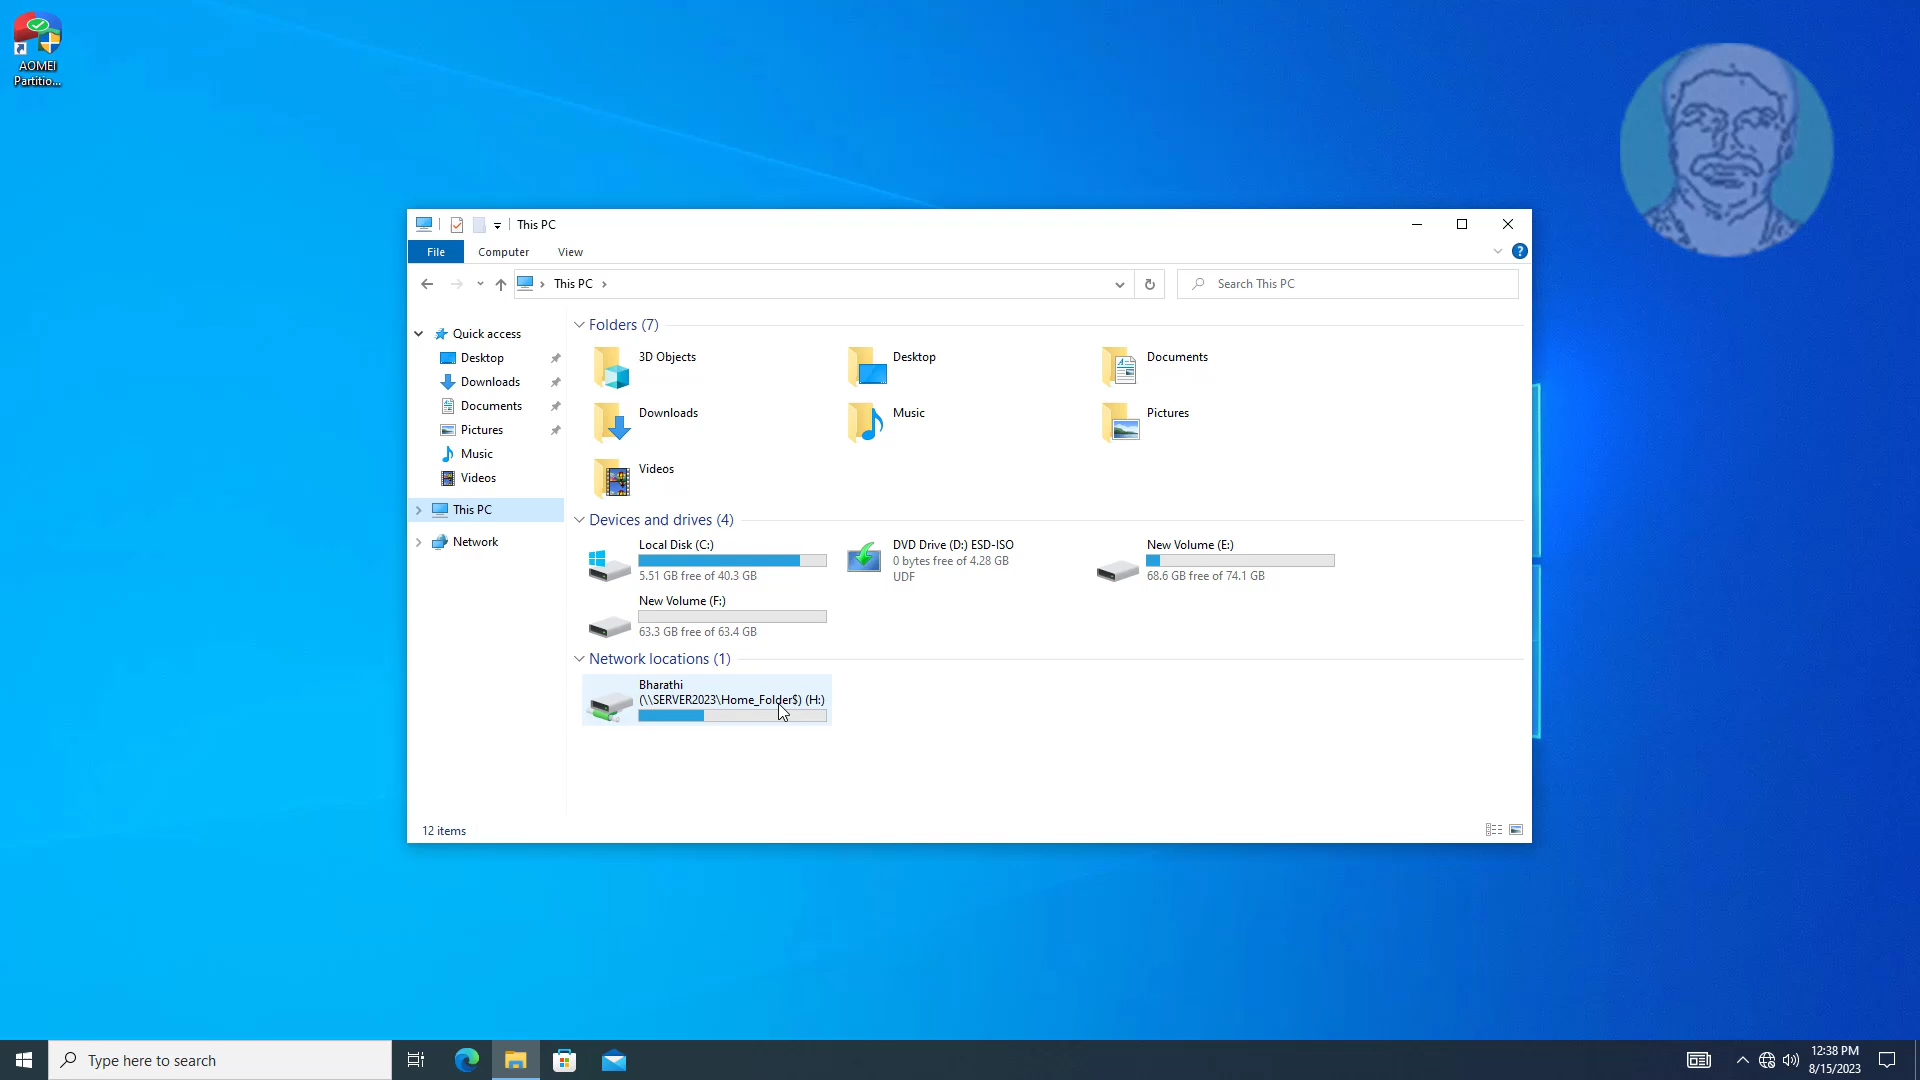 AOMEI
Partitio...
This PC
File
Computer
View
This PC
Search This PC
Quick access
Desktop
Downloads
Documents
Pictures
Music
Videos
This PC
Network
Folders (7)
3D Objects
Desktop
Documents
Downloads
Music
Pictures
Videos
Devices and drives (4)
Local Disk (C:)
5.51 GB free of 40.3 GB
DVD Drive (D:) ESD-ISO
0 bytes free of 4.28 GB
UDF
New Volume (E:)
68.6 GB free of 74.1 GB
New Volume (F:)
63.3 GB free of 63.4 GB
Network locations (1)
Bharathi
(\\SERVER2023\Home_Folder$) (H:)
12 items
Type here to search
12:38 PM
8/15/2023